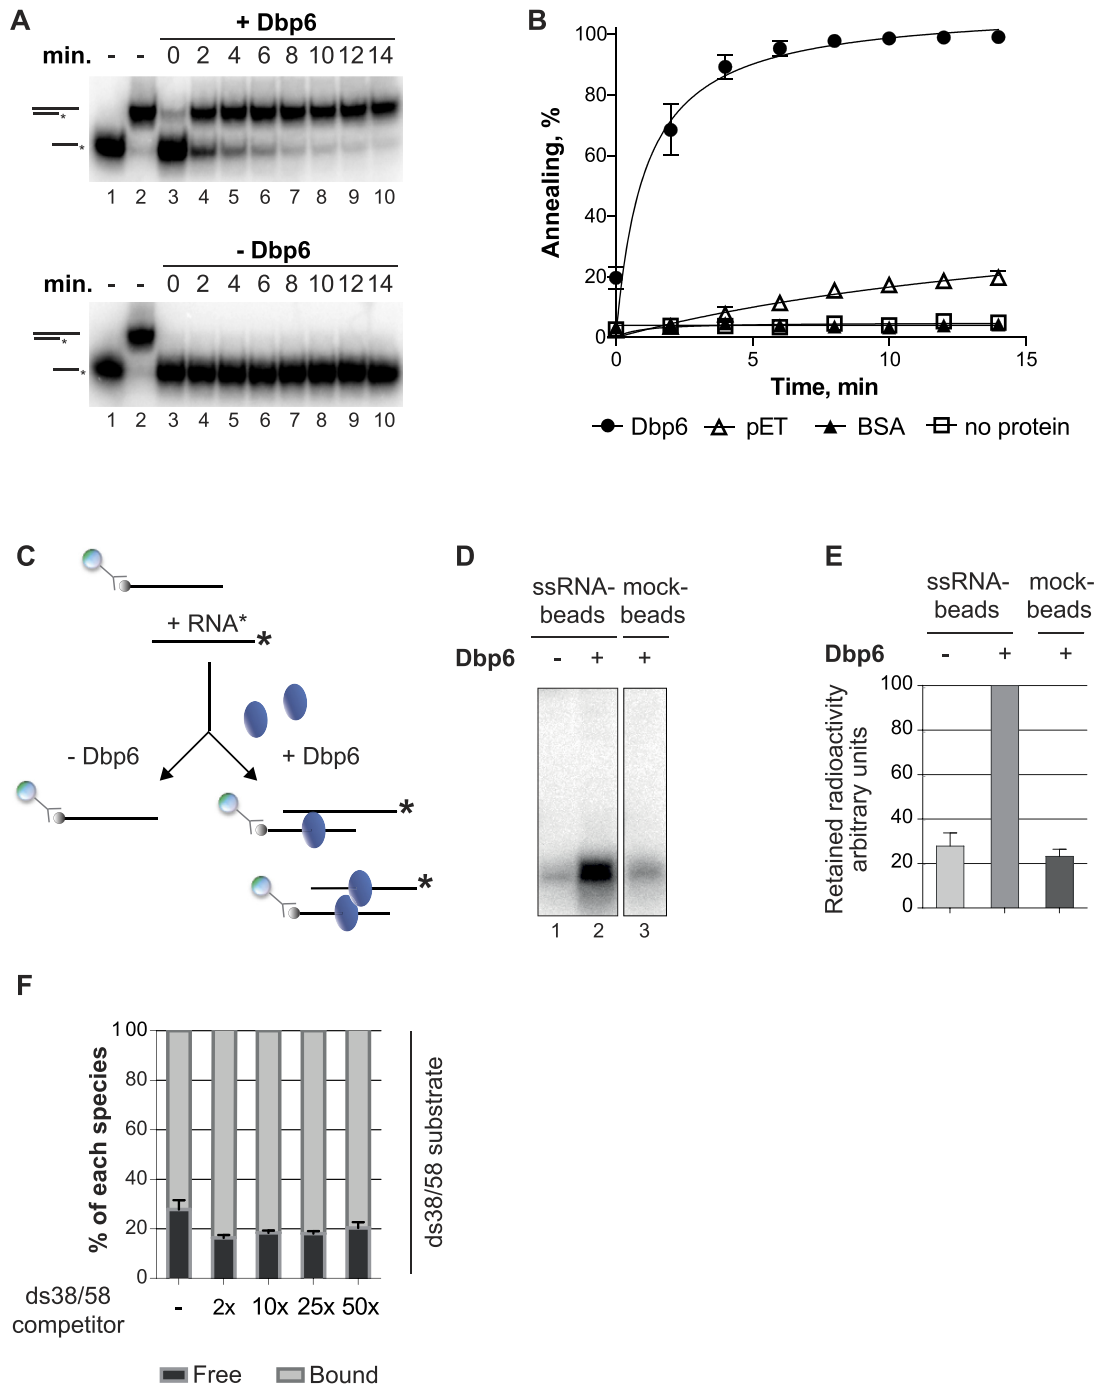 A
+ Dbp6
min. - - 0 2 4 6 8 10 12 14
*
*
1 2 3 4 5 6 7 8 9 10
- Dbp6
min. - - 0 2 4 6 8 10 12 14
*
*
1 2 3 4 5 6 7 8 9 10
B
Annealing, %
100
80
60
40
20
0
0 5 10 15
Time, min
Dbp6 pET BSA no protein
C
+ RNA*
*
- Dbp6 + Dbp6
*
*
D
ssRNA- mock-
beads beads
Dbp6 - + +
1 2 3
E
ssRNA- mock-
beads beads
Dbp6 - + +
Retained radioactivity
arbitrary units
100
80
60
40
20
0
F
% of each species
100
80
60
40
20
0
ds38/58 substrate
ds38/58
competitor
- 2x 10x 25x 50x
Free Bound